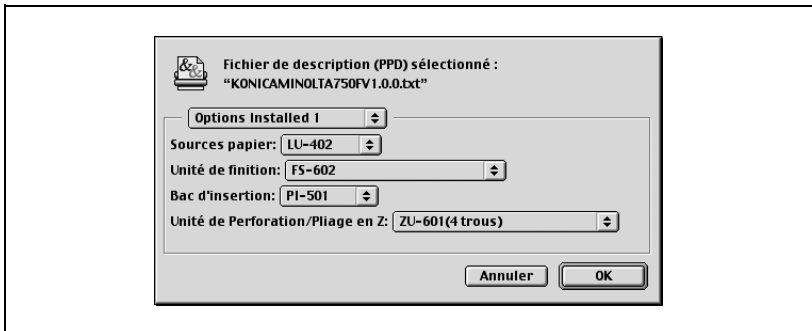 Fichier de description (PPD) sélectionné :
“KONICAMINOLTA750FV1.0.0.txt”
Options Installed 1
Sources papier: LU-402
Unité de finition: FS-602
Bac d'insertion: PI-501
Unité de Perforation/Pliage en Z: ZU-601(4 trous)
Annuler OK